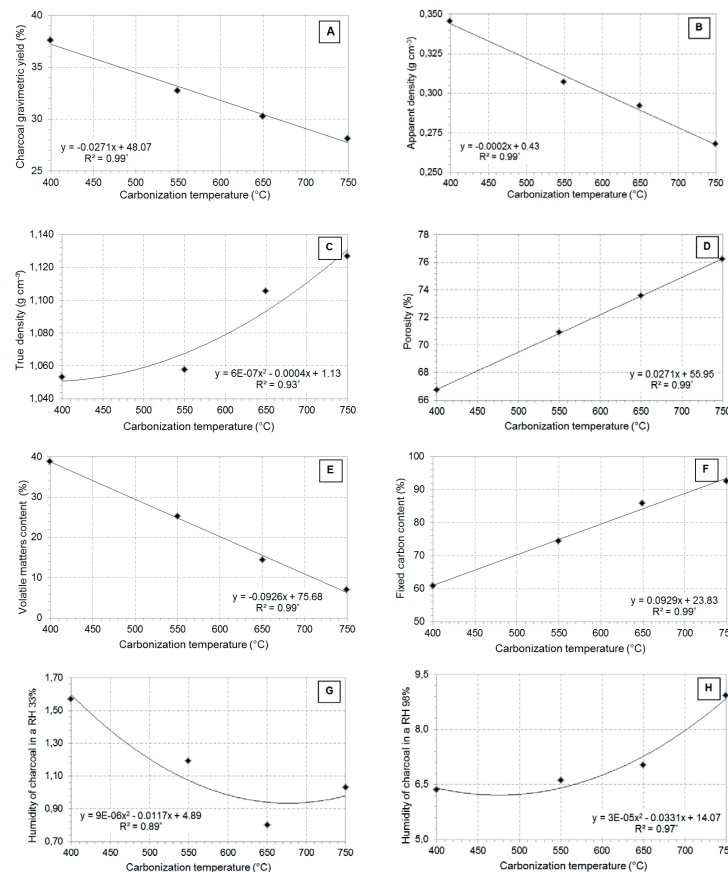 A
Charcoal gravimetric yield (%)
40
35
30
25
y = -0.0271x + 48.07
R² = 0.99*
400 450 500 550 600 650 700 750
Carbonization temperature (°C)
B
Apparent density (g cm⁻³)
0,350
0,325
0,300
0,275
0,250
y = -0.0002x + 0.43
R² = 0.99*
400 450 500 550 600 650 700 750
Carbonization temperature (°C)
C
True density (g cm⁻³)
1,140
1,120
1,100
1,080
1,060
1,040
y = 6E-07x² - 0.0004x + 1.13
R² = 0.93*
400 450 500 550 600 650 700 750
Carbonization temperature (°C)
D
Porosity (%)
78
76
74
72
70
68
66
y = 0.0271x + 55.95
R² = 0.99*
400 450 500 550 600 650 700 750
Carbonization temperature (°C)
E
Volatile matters content (%)
40
30
20
10
0
y = -0.0926x + 75.68
R² = 0.99*
400 450 500 550 600 650 700 750
Carbonization temperature (°C)
F
Fixed carbon content (%)
100
90
80
70
60
50
y = 0.0929x + 23.83
R² = 0.99*
400 450 500 550 600 650 700 750
Carbonization temperature (°C)
G
Humidity of charcoal in a RH 33%
1,70
1,50
1,30
1,10
0,90
0,70
y = 9E-06x² - 0.0117x + 4.89
R² = 0.89*
400 450 500 550 600 650 700 750
Carbonization temperature (°C)
H
Humidity of charcoal in a RH 98%
9,5
8,0
6,5
5,0
y = 3E-05x² - 0.0331x + 14.07
R² = 0.97*
400 450 500 550 600 650 700 750
Carbonization temperature (°C)